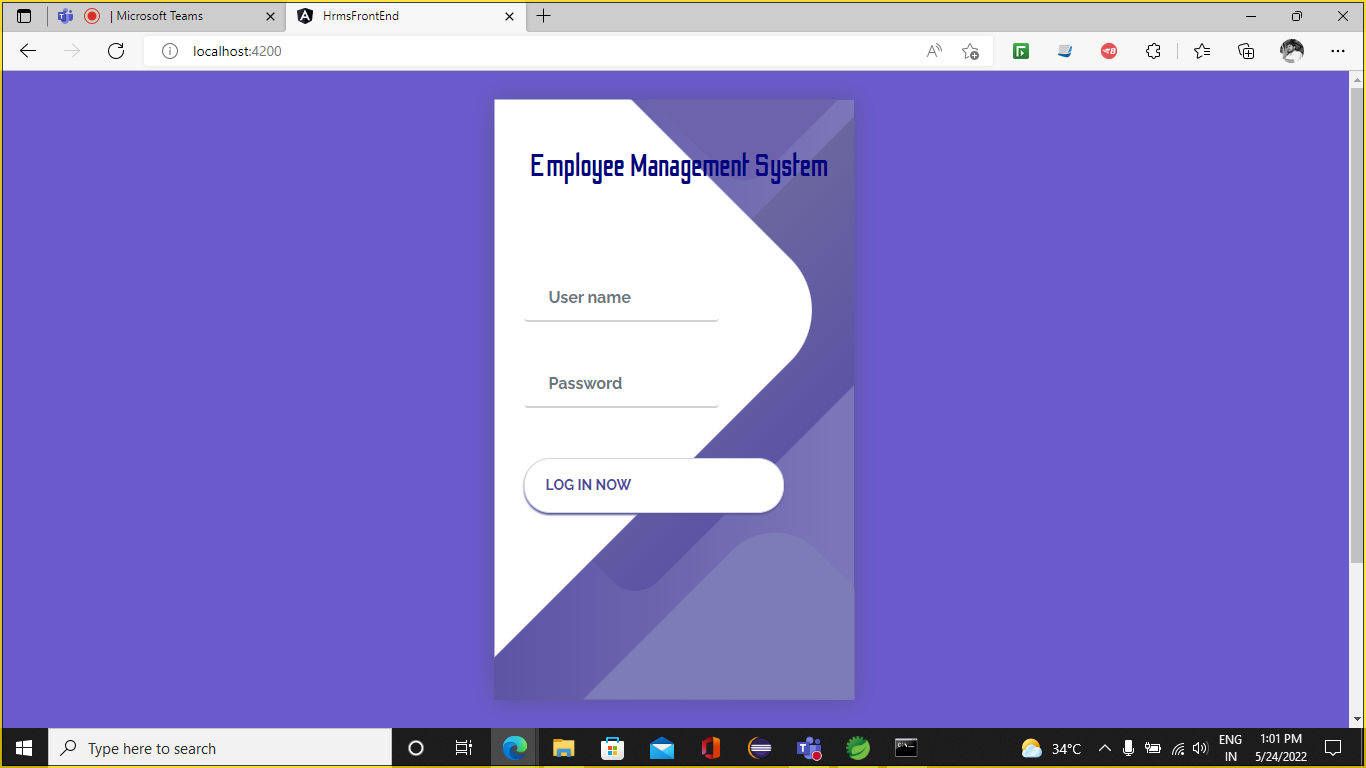 | Microsoft Teams
HrmsFrontEnd
localhost:4200
Employee Management System
User name
Password
LOG IN NOW
Type here to search
34°C
ENG
IN
1:01 PM
5/24/2022